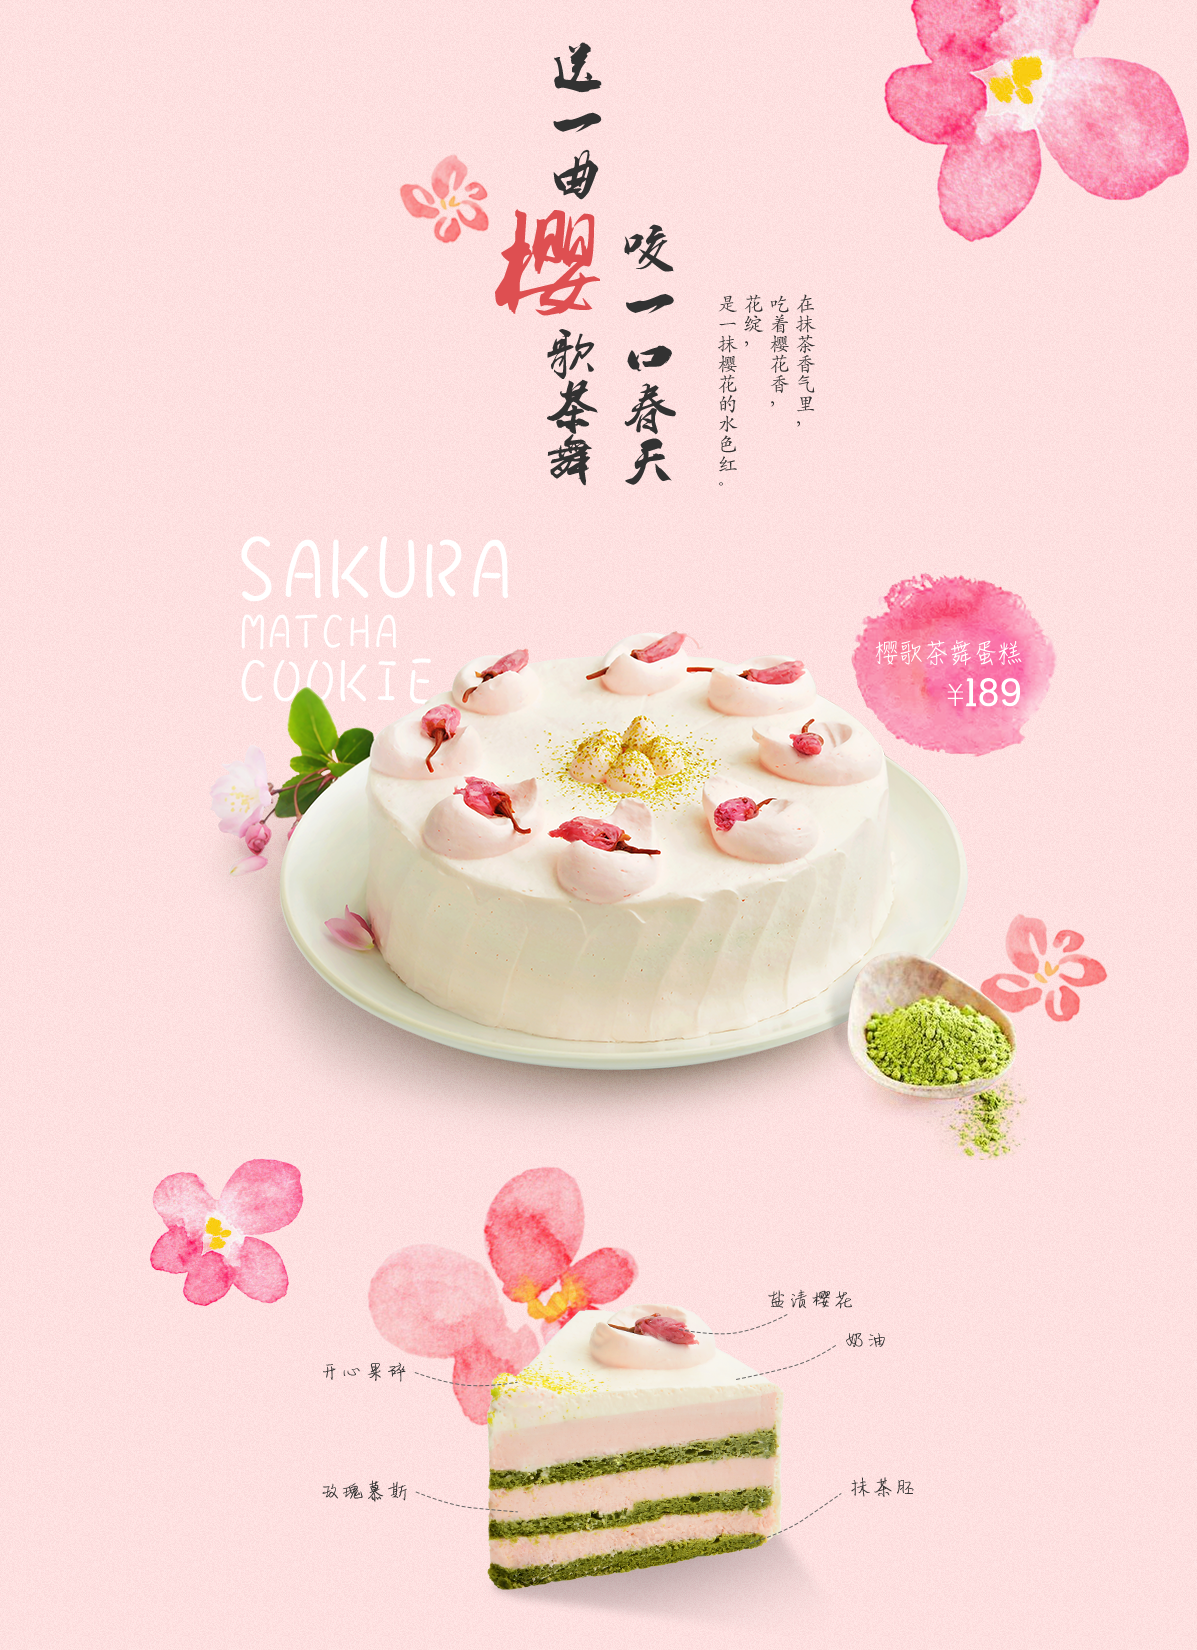 咬一口春天
送一曲樱歌茶舞
在抹茶香气里，
吃着樱花香，
花绽，
是一抹樱花的水色红。
SAKURA
MATCHA
COOKIE
樱歌茶舞蛋糕
¥189
盐渍樱花
奶油
开心果碎
玫瑰慕斯
抹茶胚